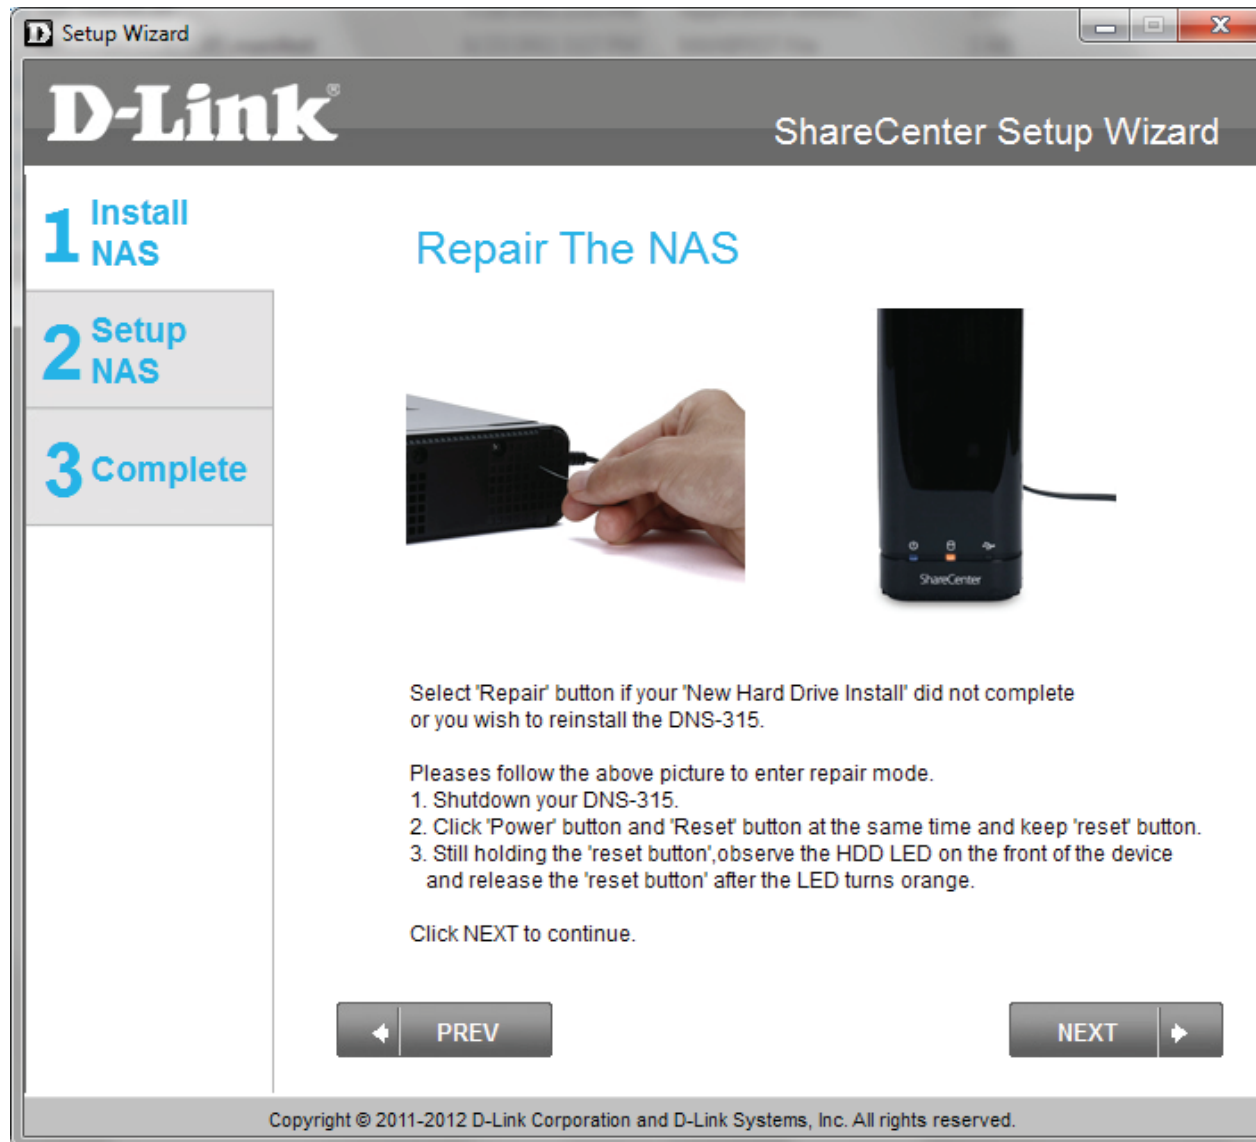 D Setup Wizard
D-Link®
ShareCenter Setup Wizard
1 Install
NAS
2 Setup
NAS
3 Complete
Repair The NAS
ShareCenter
Select 'Repair' button if your 'New Hard Drive Install' did not complete
or you wish to reinstall the DNS-315.
Pleases follow the above picture to enter repair mode.
1. Shutdown your DNS-315.
2. Click 'Power' button and 'Reset' button at the same time and keep 'reset' button.
3. Still holding the 'reset button',observe the HDD LED on the front of the device
and release the 'reset button' after the LED turns orange.
Click NEXT to continue.
PREV
NEXT
Copyright © 2011-2012 D-Link Corporation and D-Link Systems, Inc. All rights reserved.